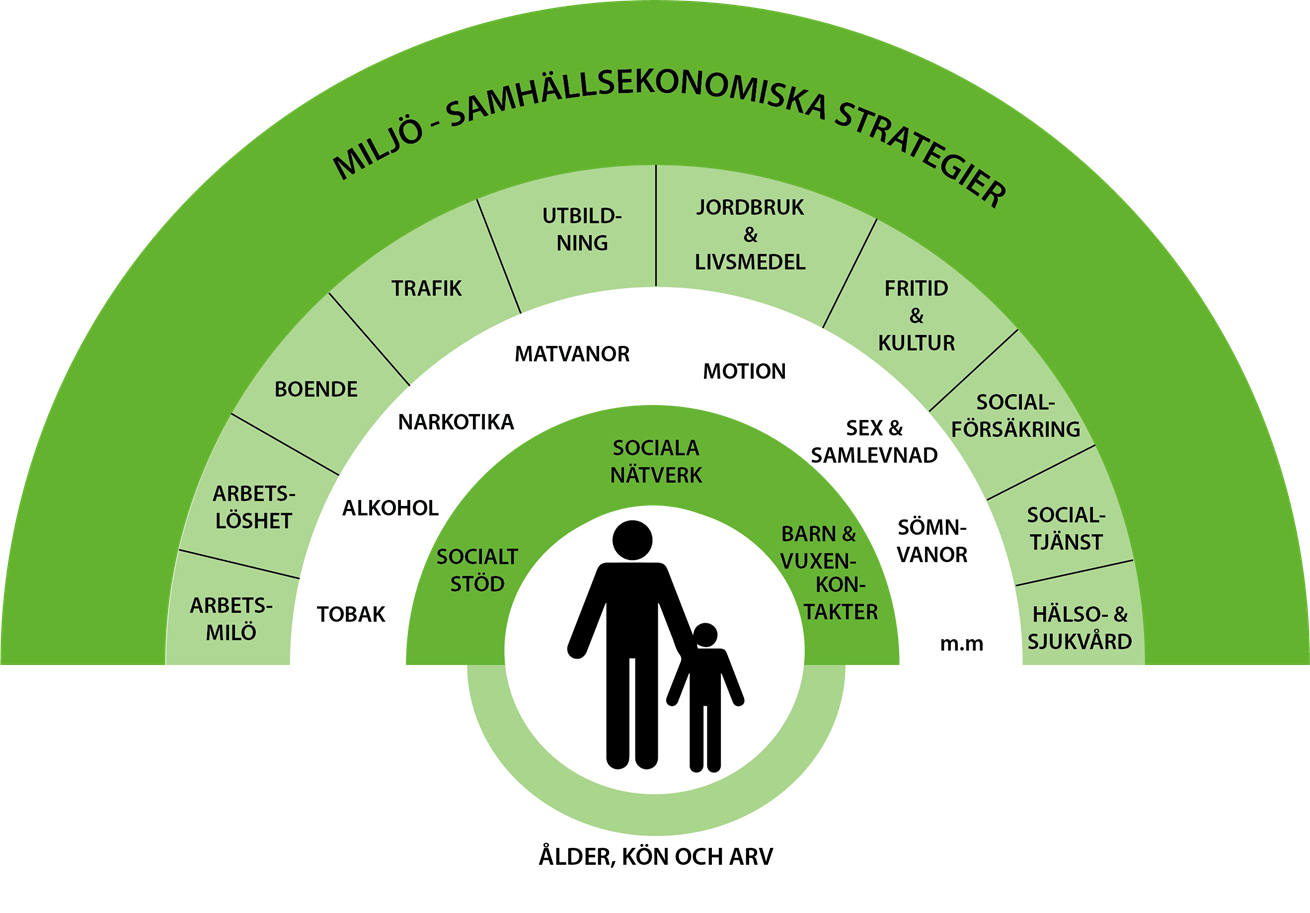 MILJÖ - SAMHÄLLSEKONOMISKA STRATEGIER
ARBETS-
MILÖ
ARBETS-
LÖSHET
BOENDE
TRAFIK
UTBILD-
NING
JORDBRUK
&
LIVSMEDEL
FRITID
&
KULTUR
SOCIAL-
FÖRSÄKRING
SOCIAL-
TJÄNST
HÄLSO- &
SJUKVÅRD
TOBAK
ALKOHOL
NARKOTIKA
MATVANOR
MOTION
SEX &
SAMLEVNAD
SÖMN-
VANOR
m.m
SOCIALT
STÖD
SOCIALA
NÄTVERK
BARN &
VUXEN-
KON-
TAKTER
ÅLDER, KÖN OCH ARV